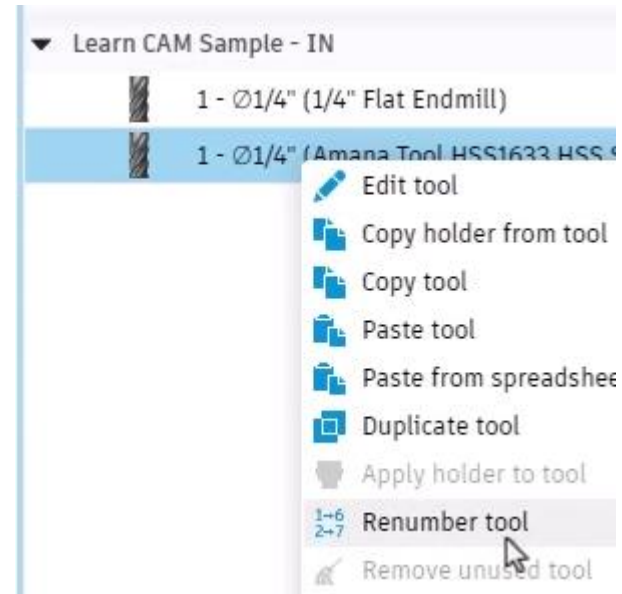 Learn CAM Sample - IN
1 - ∅1/4" (1/4" Flat Endmill)
1 - ∅1/4" (Amana Tool HSS1633 HSS
Edit tool
Copy holder from tool
Copy tool
Paste tool
Paste from spreadshee
Duplicate tool
Apply holder to tool
1→6
2→7
Renumber tool
Remove unused tool